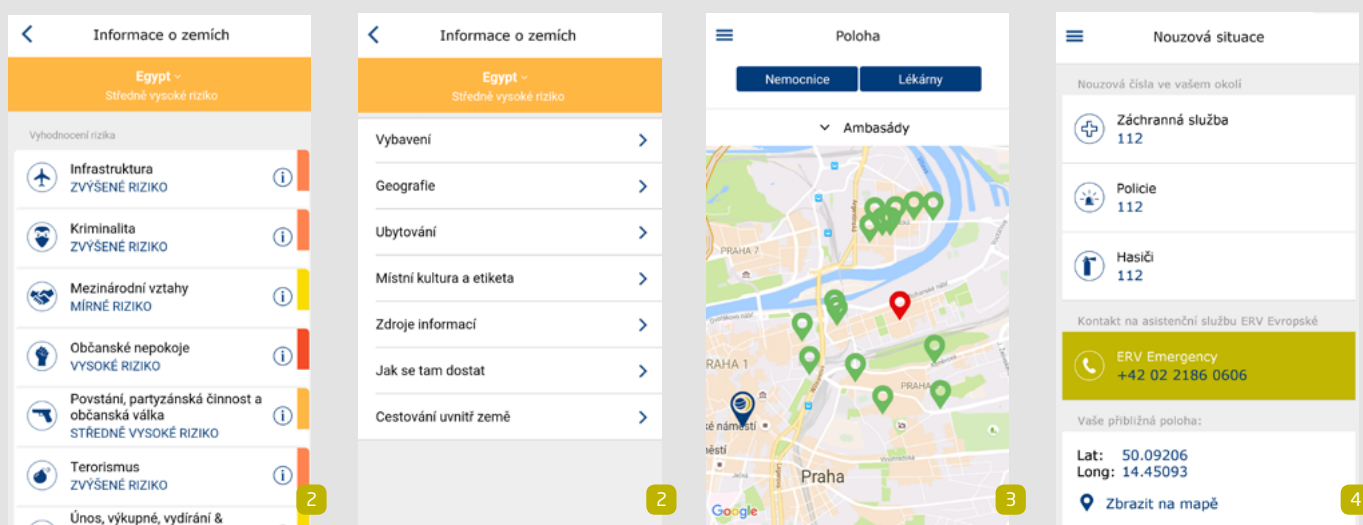 Informace o zemích
Egypt
Středně vysoké riziko
Vyhodnocení rizika
Infrastruktura
ZVÝŠENÉ RIZIKO
Kriminalita
ZVÝŠENÉ RIZIKO
Mezinárodní vztahy
MÍRNÉ RIZIKO
Občanské nepokoje
VYSOKÉ RIZIKO
Povstání, partyzánská činnost a
občanská válka
STŘEDNĚ VYSOKÉ RIZIKO
Terorismus
ZVÝŠENÉ RIZIKO
Únos, výkupné, vydírání &
2
Informace o zemích
Egypt
Středně vysoké riziko
Vybavení
Geografie
Ubytování
Místní kultura a etiketa
Zdroje informací
Jak se tam dostat
Cestování uvnitř země
2
Poloha
Nemocnice
Lékárny
Ambasády
PRAHA 7
RAHA 1
PRAHA
ké náměstí
Ječná
Praha
Google
3
Nouzová situace
Nouzová čísla ve vašem okolí
Záchranná služba
112
Policie
112
Hasiči
112
Kontakt na asistenční službu ERV Evropské
ERV Emergency
+42 02 2186 0606
Vaše přibližná poloha:
Lat: 50.09206
Long: 14.45093
Zbrazit na mapě
4